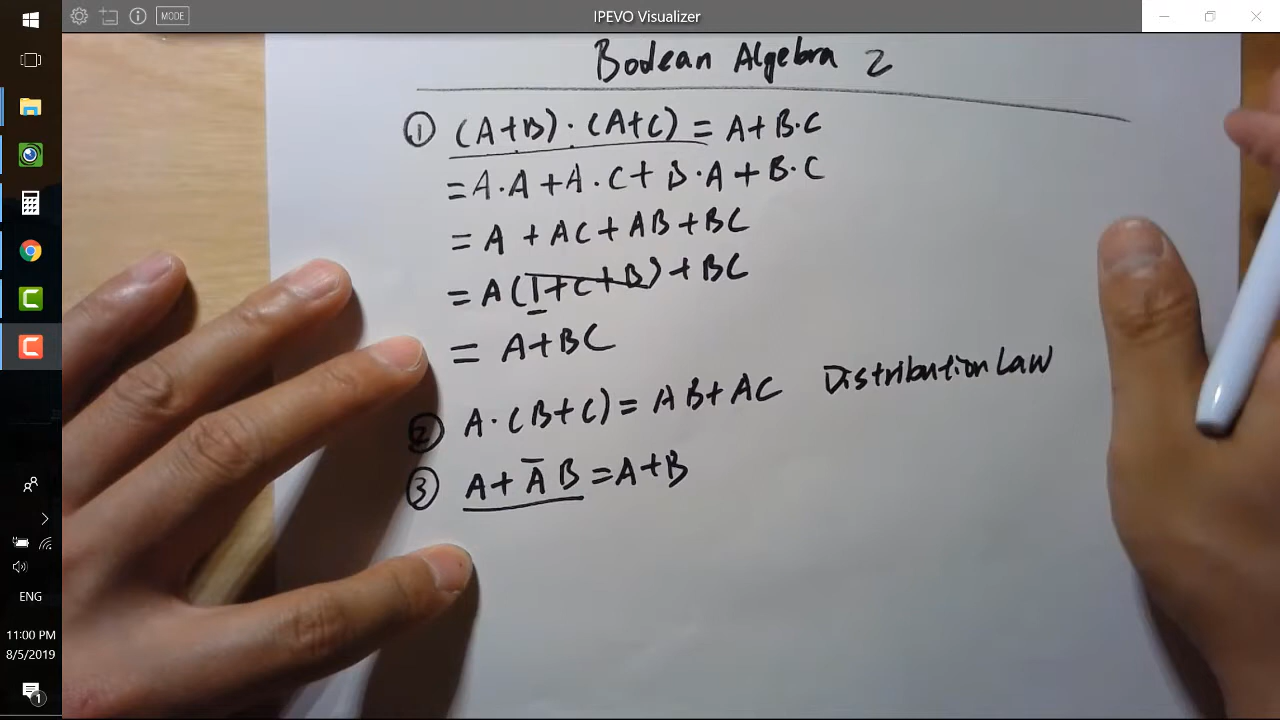 MODE
IPEVO Visualizer
Boolean Algebra 2
① (A+B)·(A+C) = A+B·C
=A·A+A·C+B·A+B·C
= A +AC+AB+BC
= A(1+C+B)+BC
= A+BC
② A·(B+C)= AB+AC Distribution Law
③ A+A̅B=A+B
ENG
11:00 PM
8/5/2019
1